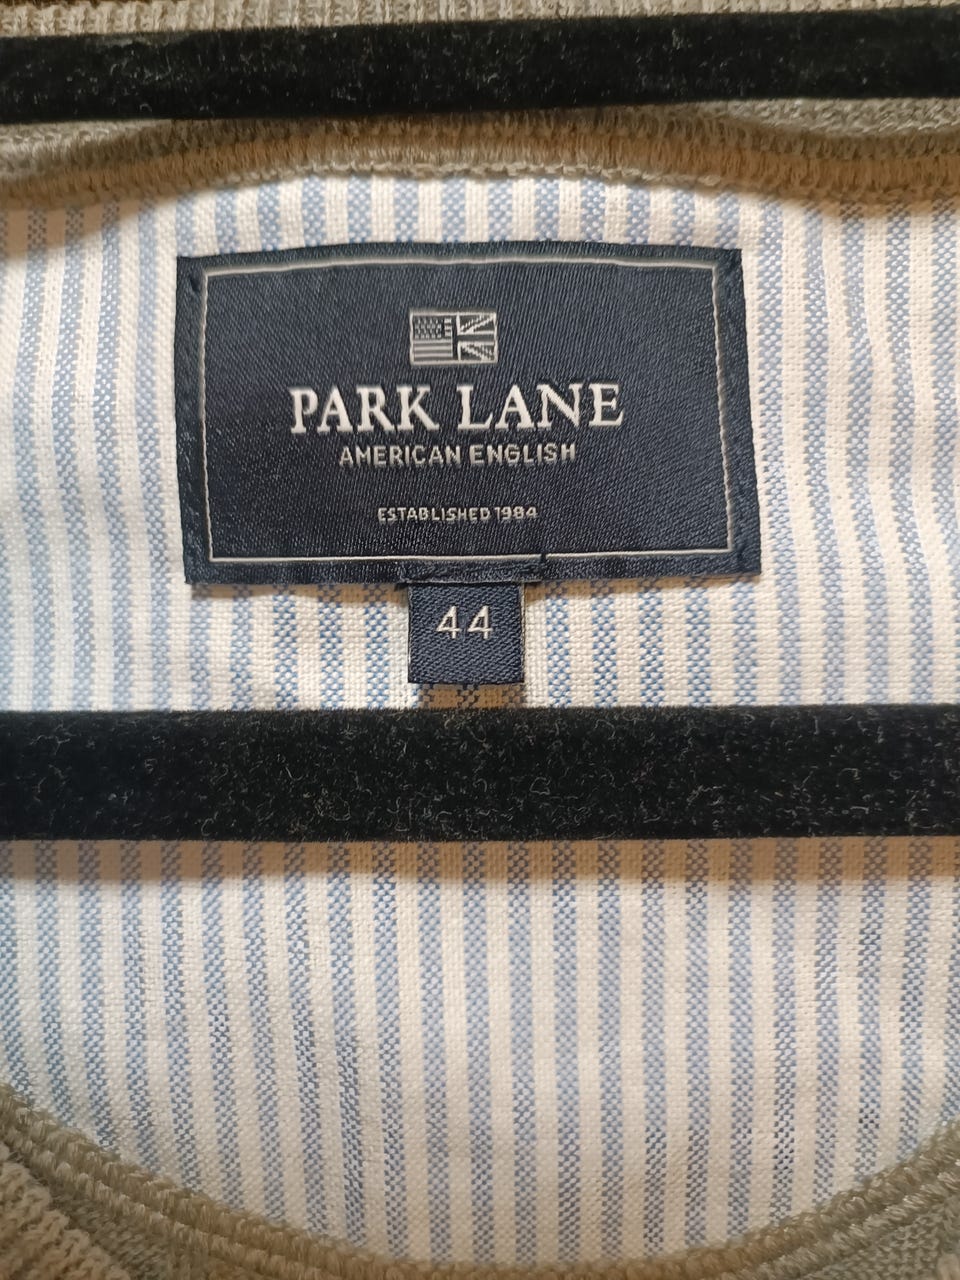 PARK LANE
AMERICAN ENGLISH
ESTABLISHED 1984
44